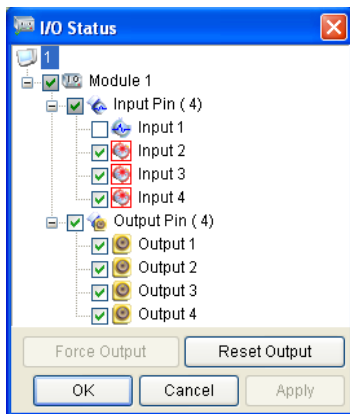 I/O Status
1
Module 1
Input Pin ( 4)
Input 1
Input 2
Input 3
Input 4
Output Pin ( 4)
Output 1
Output 2
Output 3
Output 4
Force Output Reset Output
OK Cancel Apply